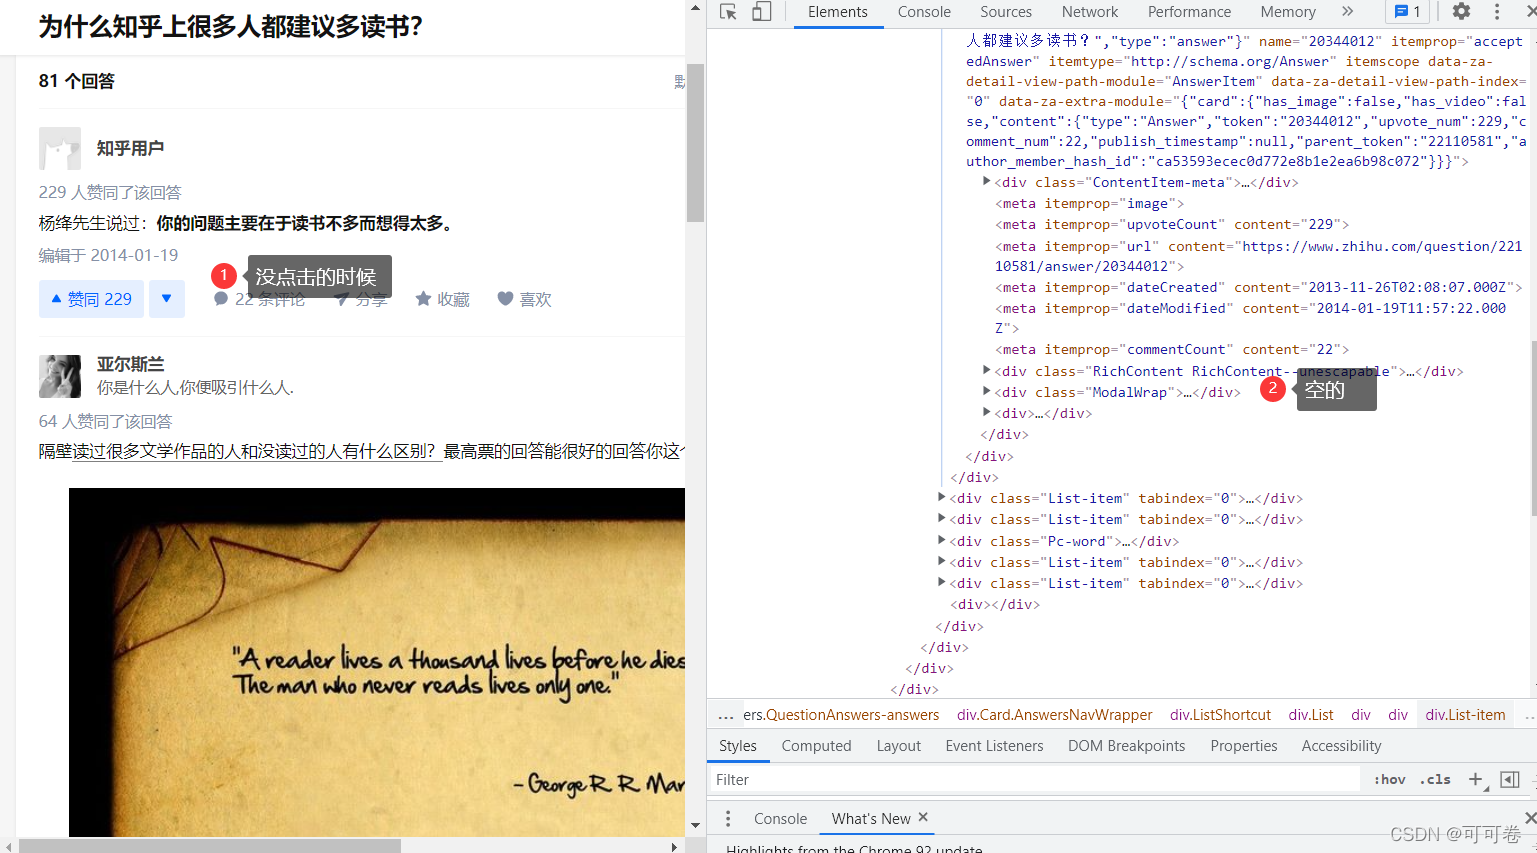 为什么知乎上很多人都建议多读书?
81 个回答
知乎用户
229 人赞同了该回答
杨绛先生说过：你的问题主要在于读书不多而想得太多。
编辑于 2014-01-19
1 没点击的时候
赞同 229
22 条评论 分享 收藏 喜欢
亚尔斯兰
你是什么人,你便吸引什么人.
64 人赞同了该回答
隔壁读过很多文学作品的人和没读过的人有什么区别? 最高票的回答能很好的回答你这个
"A reader lives a thousand lives before he dies
The man who never reads lives only one."
- George R. R. Mar
Elements Console Sources Network Performance Memory » 1
人都建议多读书？","type":"answer"}" name="20344012" itemprop="accept
edAnswer" itemtype="http://schema.org/Answer" itemscope data-za-
detail-view-path-module="AnswerItem" data-za-detail-view-path-index=
"0" data-za-extra-module="{"card":{"has_image":false,"has_video":fal
se,"content":{"type":"Answer","token":"20344012","upvote_num":229,"c
omment_num":22,"publish_timestamp":null,"parent_token":"22110581","a
uthor_member_hash_id":"ca53593ecec0d772e8b1e2ea6b98c072"}}}">
<div class="ContentItem-meta">…</div>
<meta itemprop="image">
<meta itemprop="upvoteCount" content="229">
<meta itemprop="url" content="https://www.zhihu.com/question/221
10581/answer/20344012">
<meta itemprop="dateCreated" content="2013-11-26T02:08:07.000Z">
<meta itemprop="dateModified" content="2014-01-19T11:57:22.000
Z">
<meta itemprop="commentCount" content="22">
<div class="RichContent RichContent--unescapable">…</div>
<div class="ModalWrap">…</div>
2 空的
<div>…</div>
</div>
</div>
</div>
<div class="List-item" tabindex="0">…</div>
<div class="List-item" tabindex="0">…</div>
<div class="Pc-word">…</div>
<div class="List-item" tabindex="0">…</div>
<div class="List-item" tabindex="0">…</div>
<div></div>
</div>
</div>
</div>
</div>
... ers.QuestionAnswers-answers div.Card.AnswersNavWrapper div.ListShortcut div.List div div div.List-item ...
Styles Computed Layout Event Listeners DOM Breakpoints Properties Accessibility
Filter :hov .cls +
Console What's New ×
Highlights from the Chrome 92 update
CSDN @可可卷